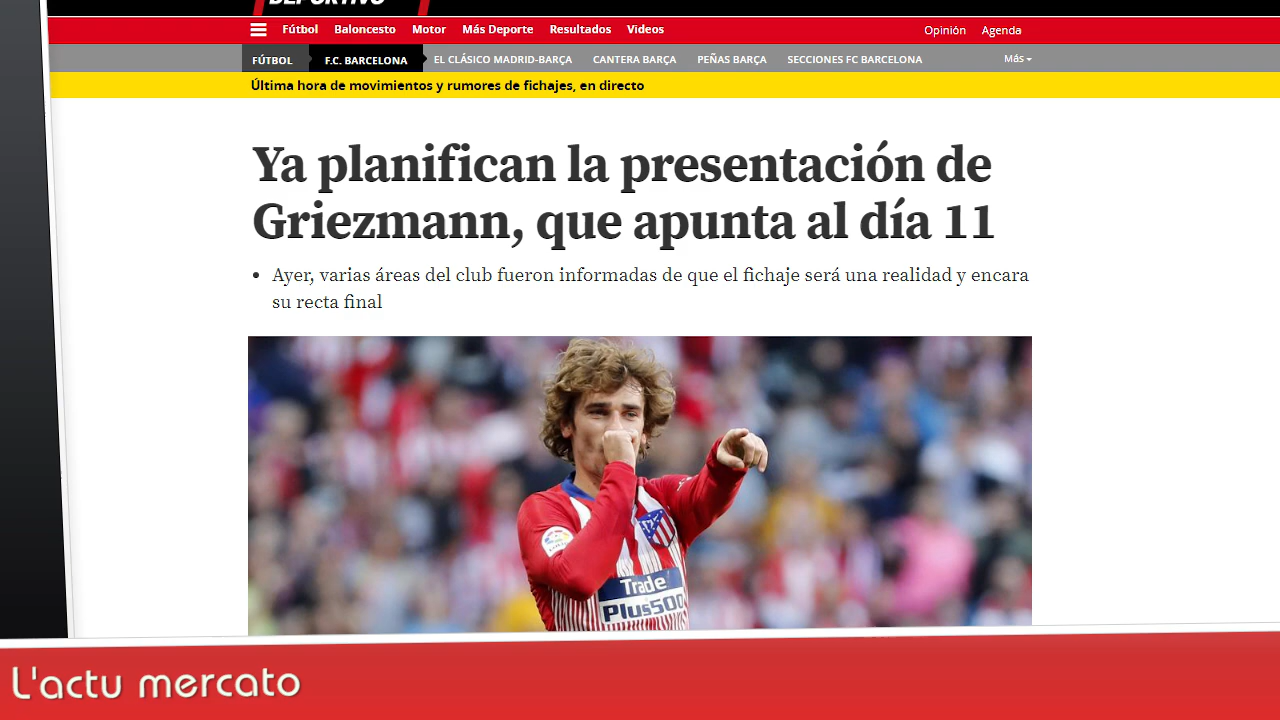 DEPORTIVO
Fútbol Baloncesto Motor Más Deporte Resultados Videos Opinión Agenda
FÚTBOL F.C. BARCELONA EL CLÁSICO MADRID-BARÇA CANTERA BARÇA PEÑAS BARÇA SECCIONES FC BARCELONA Más
Última hora de movimientos y rumores de fichajes, en directo
Ya planifican la presentación de
Griezmann, que apunta al día 11
• Ayer, varias áreas del club fueron informadas de que el fichaje será una realidad y encara
su recta final
Trade
Plus500
L'actu mercato